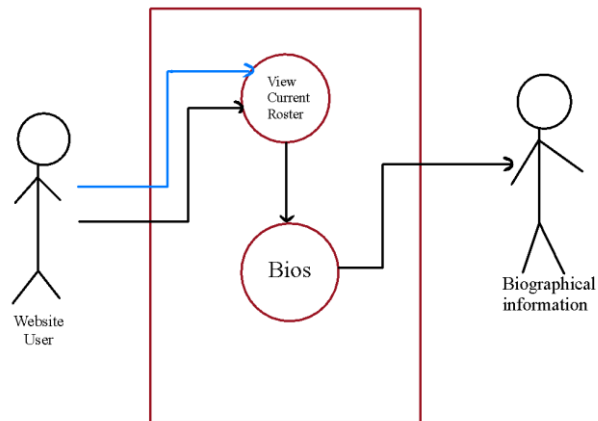 View
Current
Roster
Bios
Website
User
Biographical
information